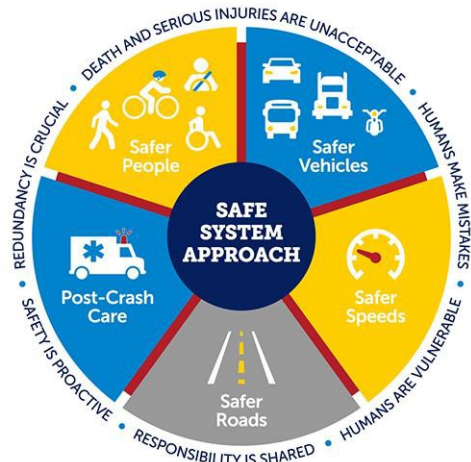 DEATH AND SERIOUS INJURIES ARE UNACCEPTABLE
HUMANS MAKE MISTAKES
HUMANS ARE VULNERABLE
RESPONSIBILITY IS SHARED
SAFETY IS PROACTIVE
REDUNDANCY IS CRUCIAL
Safer
People
Safer
Vehicles
SAFE
SYSTEM
APPROACH
Post-Crash
Care
Safer
Speeds
Safer
Roads